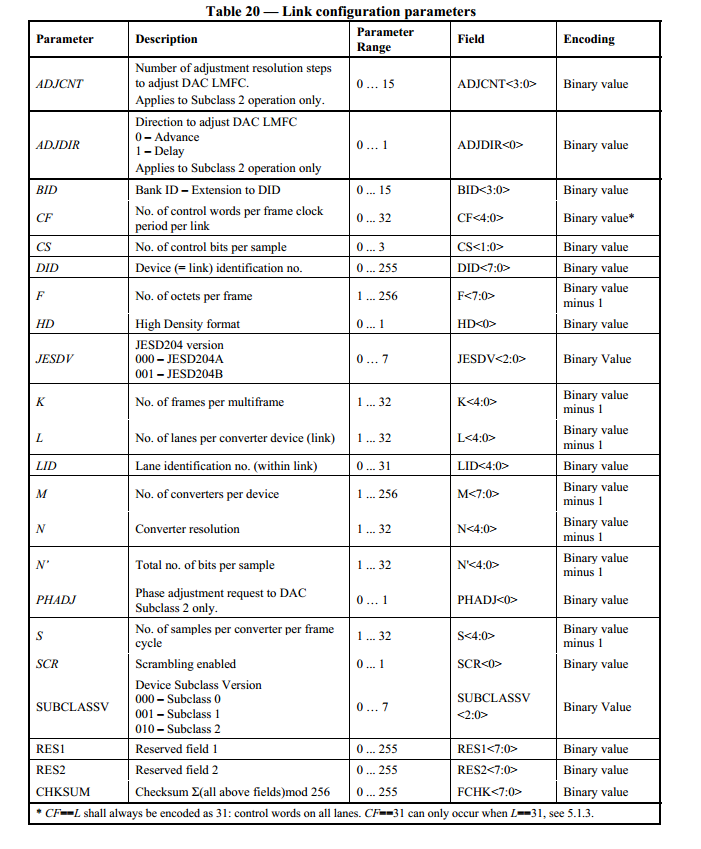 Table 20 — Link configuration parameters
Parameter Description Parameter Range Field Encoding
ADJCNT Number of adjustment resolution steps to adjust DAC LMFC. Applies to Subclass 2 operation only. 0 … 15 ADJCNT<3:0> Binary value
ADJDIR Direction to adjust DAC LMFC 0 – Advance 1 – Delay Applies to Subclass 2 operation only 0 … 1 ADJDIR<0> Binary value
BID Bank ID – Extension to DID 0 ... 15 BID<3:0> Binary value
CF No. of control words per frame clock period per link 0 ... 32 CF<4:0> Binary value*
CS No. of control bits per sample 0 ... 3 CS<1:0> Binary value
DID Device (= link) identification no. 0 ... 255 DID<7:0> Binary value
F No. of octets per frame 1 ... 256 F<7:0> Binary value minus 1
HD High Density format 0 ... 1 HD<0> Binary value
JESDV JESD204 version 000 – JESD204A 001 – JESD204B 0 … 7 JESDV<2:0> Binary Value
K No. of frames per multiframe 1 ... 32 K<4:0> Binary value minus 1
L No. of lanes per converter device (link) 1 ... 32 L<4:0> Binary value minus 1
LID Lane identification no. (within link) 0 ... 31 LID<4:0> Binary value
M No. of converters per device 1 ... 256 M<7:0> Binary value minus 1
N Converter resolution 1 ... 32 N<4:0> Binary value minus 1
N’ Total no. of bits per sample 1 ... 32 N'<4:0> Binary value minus 1
PHADJ Phase adjustment request to DAC Subclass 2 only. 0 … 1 PHADJ<0> Binary value
S No. of samples per converter per frame cycle 1 ... 32 S<4:0> Binary value minus 1
SCR Scrambling enabled 0 ... 1 SCR<0> Binary value
SUBCLASSV Device Subclass Version 000 – Subclass 0 001 – Subclass 1 010 – Subclass 2 0 … 7 SUBCLASSV <2:0> Binary Value
RES1 Reserved field 1 0 ... 255 RES1<7:0> Binary value
RES2 Reserved field 2 0 ... 255 RES2<7:0> Binary value
CHKSUM Checksum Σ(all above fields)mod 256 0 ... 255 FCHK<7:0> Binary value
* CF==L shall always be encoded as 31: control words on all lanes. CF==31 can only occur when L==31, see 5.1.3.